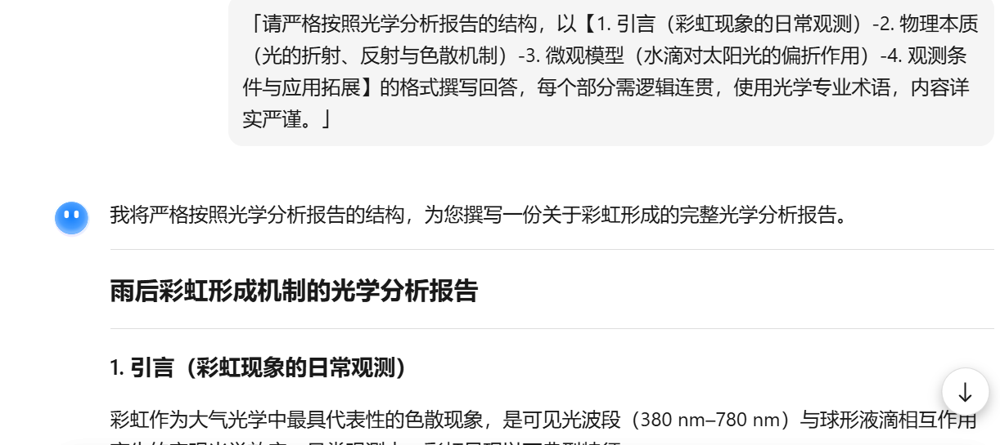 「请严格按照光学分析报告的结构，以【1. 引言（彩虹现象的日常观测）-2. 物理本质
（光的折射、反射与色散机制）-3. 微观模型（水滴对太阳光的偏折作用）-4. 观测条
件与应用拓展】的格式撰写回答，每个部分需逻辑连贯，使用光学专业术语，内容详
实严谨。」
我将严格按照光学分析报告的结构，为您撰写一份关于彩虹形成的完整光学分析报告。
雨后彩虹形成机制的光学分析报告
1. 引言（彩虹现象的日常观测）
彩虹作为大气光学中最具代表性的色散现象，是可见光波段（380 nm–780 nm）与球形液滴相互作用